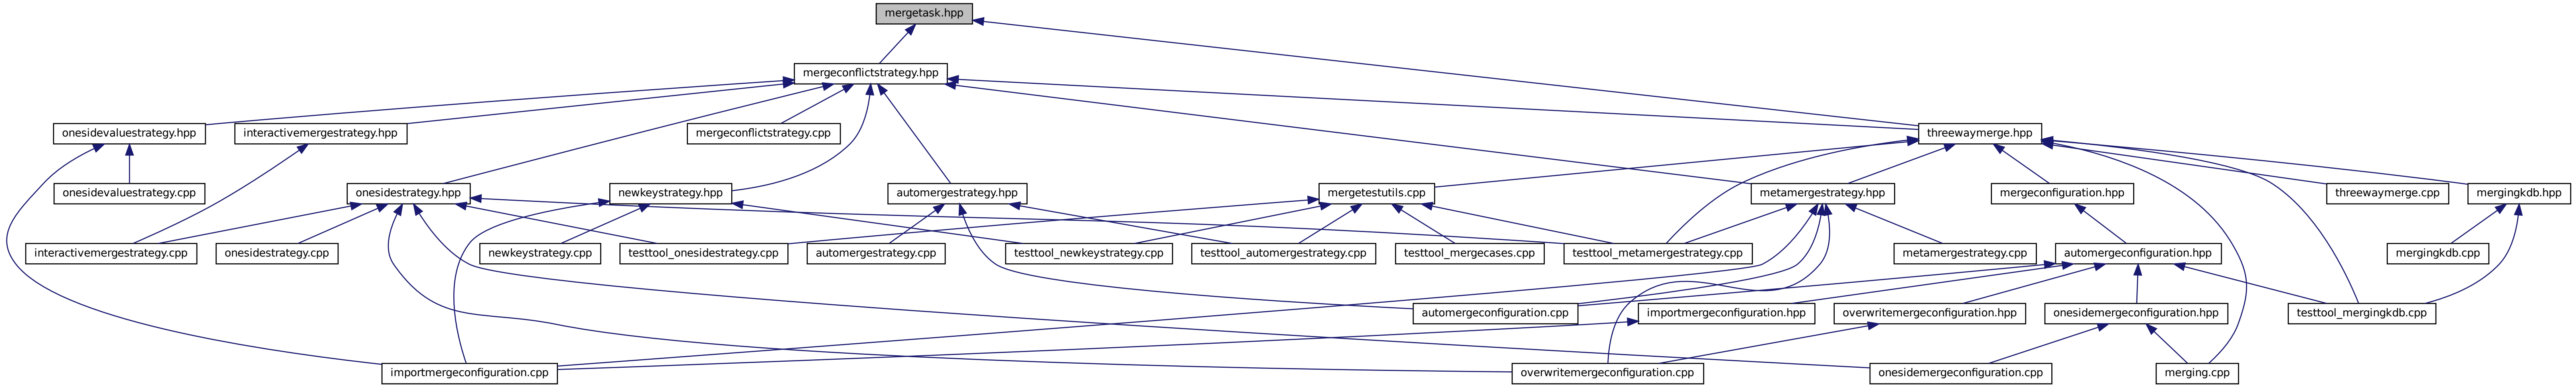 mergetask.hpp
mergeconflictstrategy.hpp
onesidevaluestrategy.hpp
interactivemergestrategy.hpp
mergeconflictstrategy.cpp
threewaymerge.hpp
onesidevaluestrategy.cpp
onesidestrategy.hpp
newkeystrategy.hpp
automergestrategy.hpp
mergetestutils.cpp
metamergestrategy.hpp
mergeconfiguration.hpp
threewaymerge.cpp
mergingkdb.hpp
interactivemergestrategy.cpp
onesidestrategy.cpp
newkeystrategy.cpp
testtool_onesidestrategy.cpp
automergestrategy.cpp
testtool_newkeystrategy.cpp
testtool_automergestrategy.cpp
testtool_mergecases.cpp
testtool_metamergestrategy.cpp
metamergestrategy.cpp
automergeconfiguration.hpp
mergingkdb.cpp
automergeconfiguration.cpp
importmergeconfiguration.hpp
overwritemergeconfiguration.hpp
onesidemergeconfiguration.hpp
testtool_mergingkdb.cpp
importmergeconfiguration.cpp
overwritemergeconfiguration.cpp
onesidemergeconfiguration.cpp
merging.cpp